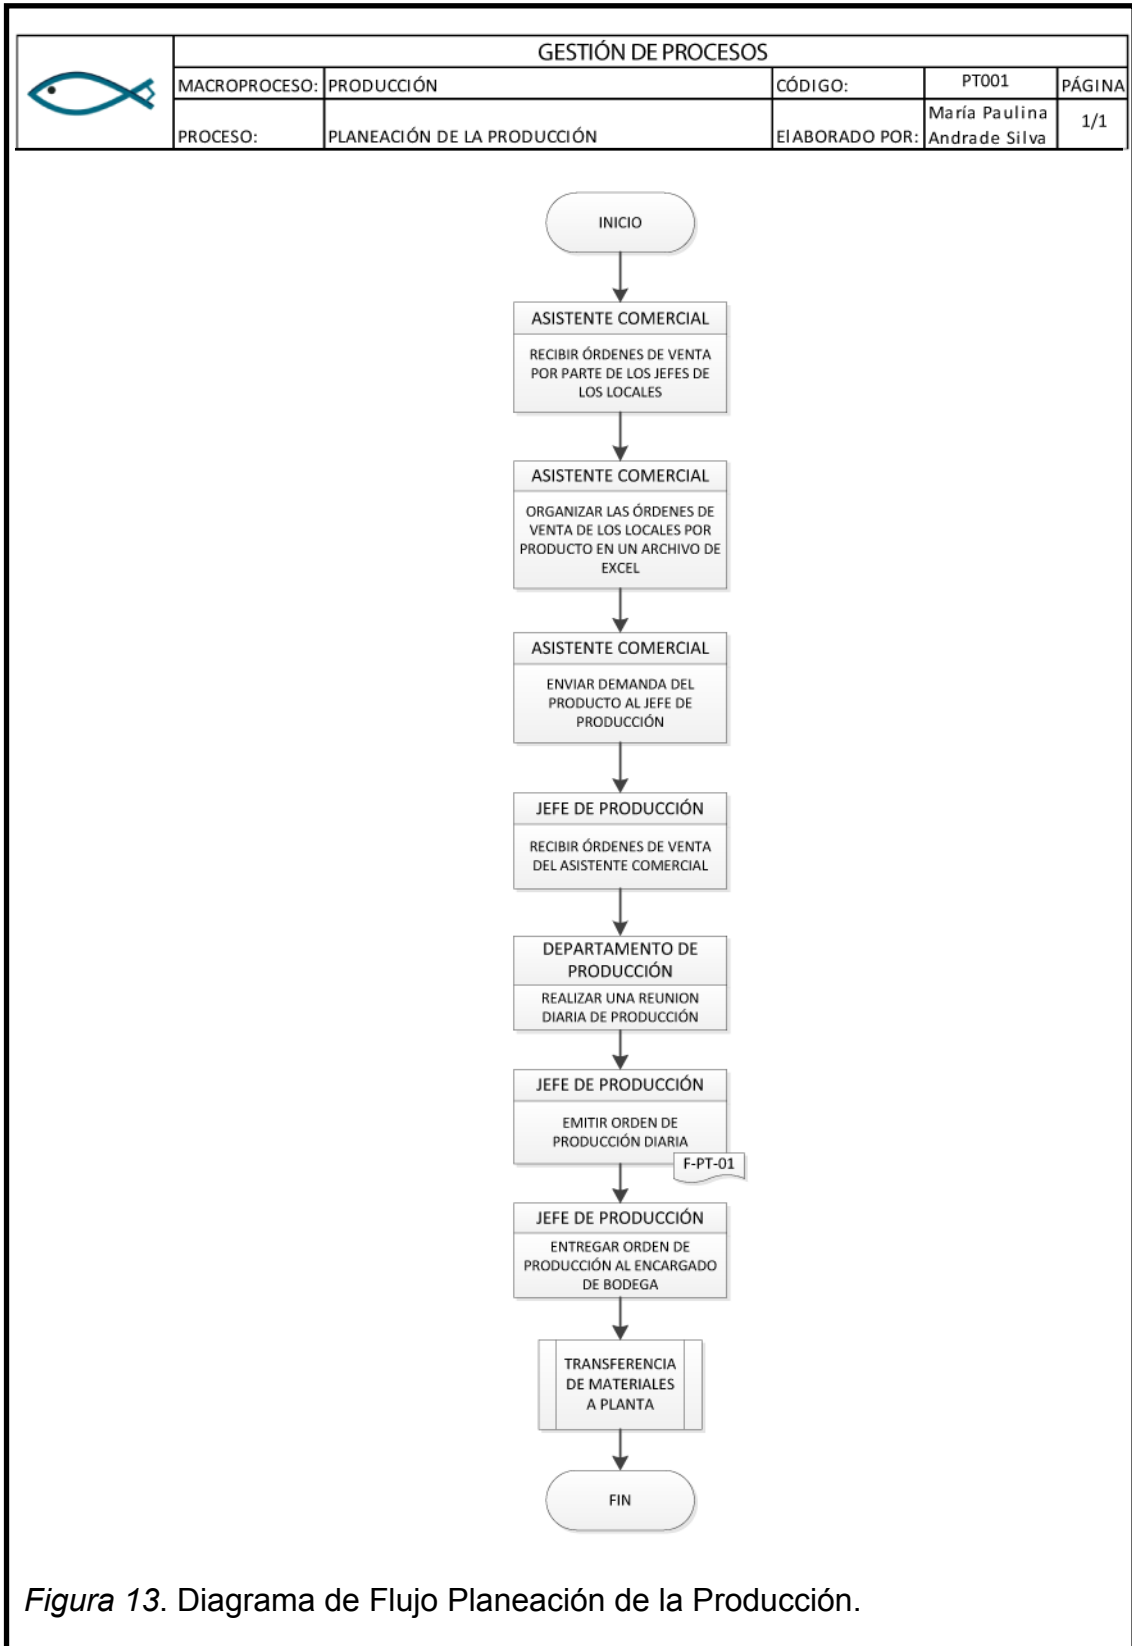 GESTIÓN DE PROCESOS
MACROPROCESO: PRODUCCIÓN CÓDIGO: PT001 PÁGINA
PROCESO: PLANEACIÓN DE LA PRODUCCIÓN ElABORADO POR: María Paulina
Andrade Silva
1/1
INICIO
ASISTENTE COMERCIAL
RECIBIR ÓRDENES DE VENTA
POR PARTE DE LOS JEFES DE
LOS LOCALES
ASISTENTE COMERCIAL
ORGANIZAR LAS ÓRDENES DE
VENTA DE LOS LOCALES POR
PRODUCTO EN UN ARCHIVO DE
EXCEL
ASISTENTE COMERCIAL
ENVIAR DEMANDA DEL
PRODUCTO AL JEFE DE
PRODUCCIÓN
JEFE DE PRODUCCIÓN
RECIBIR ÓRDENES DE VENTA
DEL ASISTENTE COMERCIAL
DEPARTAMENTO DE
PRODUCCIÓN
REALIZAR UNA REUNION
DIARIA DE PRODUCCIÓN
JEFE DE PRODUCCIÓN
EMITIR ORDEN DE
PRODUCCIÓN DIARIA
F-PT-01
JEFE DE PRODUCCIÓN
ENTREGAR ORDEN DE
PRODUCCIÓN AL ENCARGADO
DE BODEGA
TRANSFERENCIA
DE MATERIALES
A PLANTA
FIN
Figura 13. Diagrama de Flujo Planeación de la Producción.